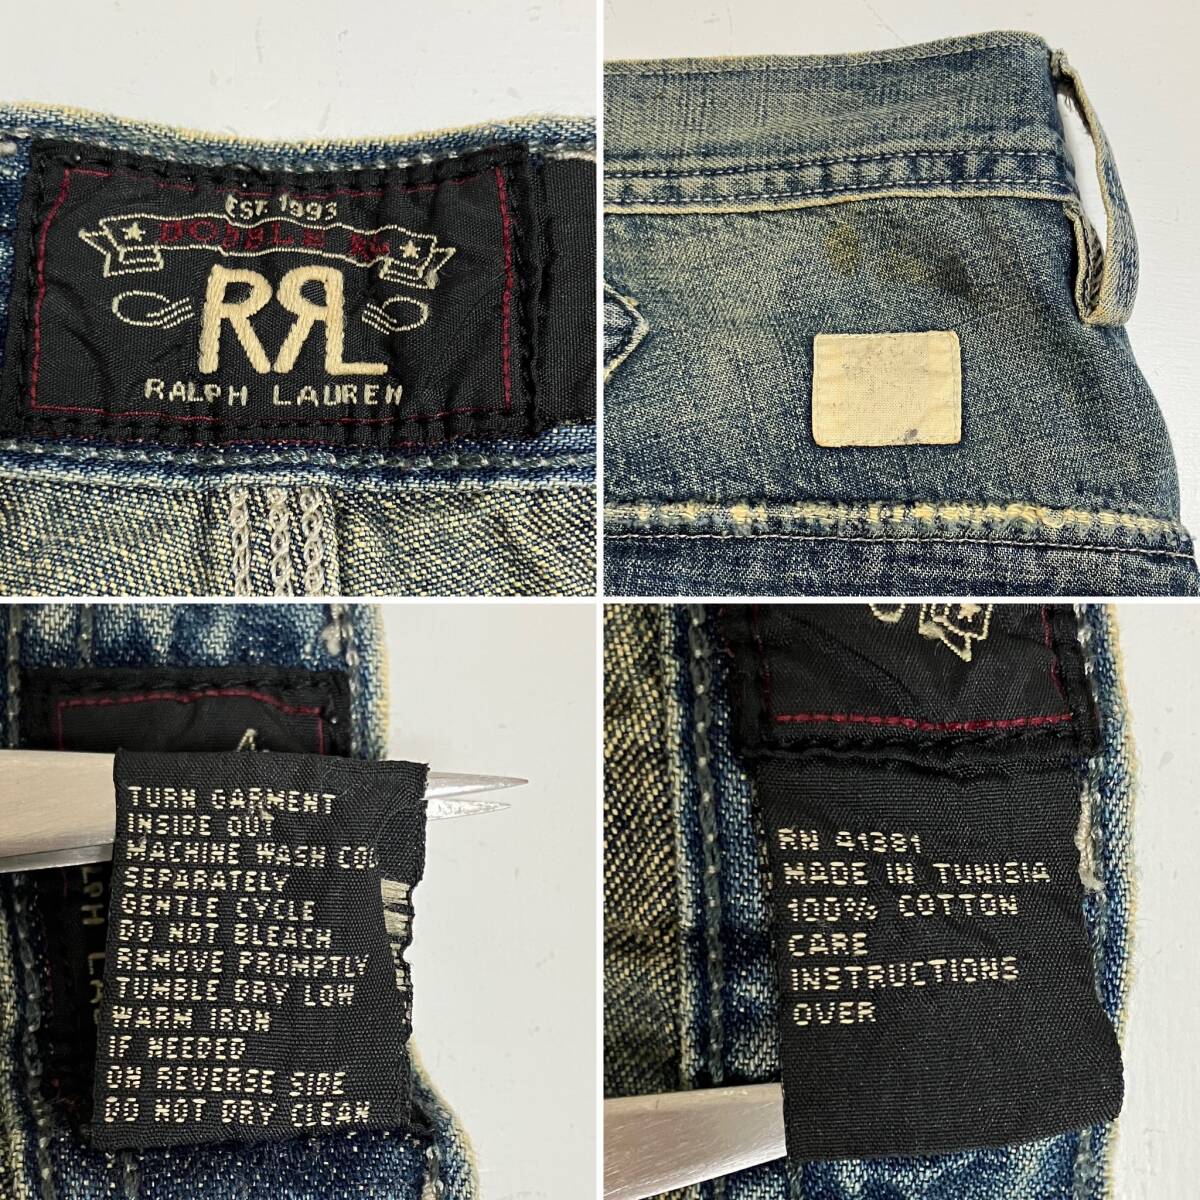 EST. 1993
DOUBLE RL
RRL
RALPH LAUREN
TURN GARMENT
INSIDE OUT
MACHINE WASH COL
SEPARATELY
GENTLE CYCLE
DO NOT BLEACH
REMOVE PROMPTLY
TUMBLE DRY LOW
WARM IRON
IF NEEDED
ON REVERSE SIDE
DO NOT DRY CLEAN
RN 41381
MADE IN TUNISIA
100% COTTON
CARE
INSTRUCTIONS
OVER